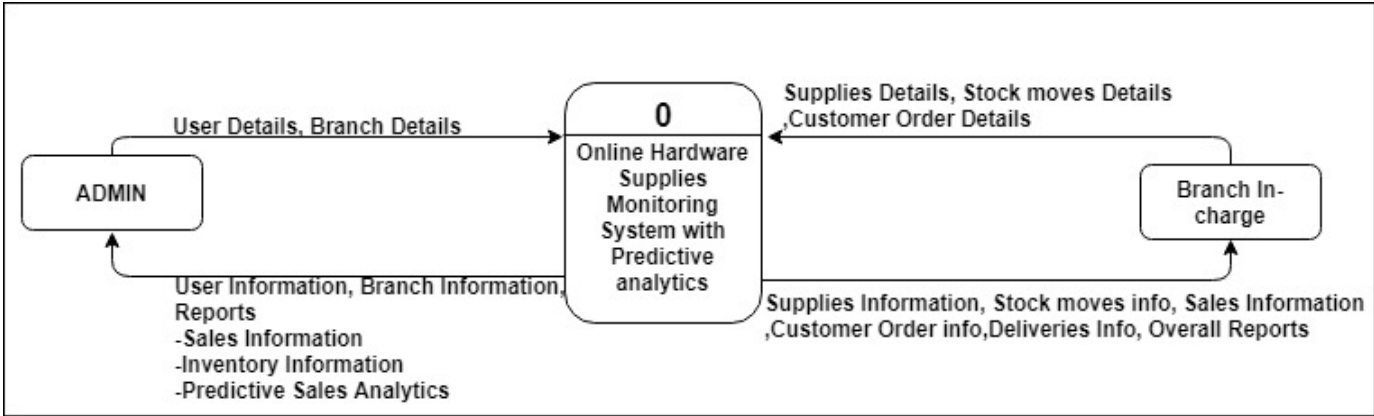 User Details, Branch Details
ADMIN
User Information, Branch Information,
Reports
-Sales Information
-Inventory Information
-Predictive Sales Analytics
0
Online Hardware
Supplies
Monitoring
System with
Predictive
analytics
Supplies Details, Stock moves Details
,Customer Order Details
Branch In-
charge
Supplies Information, Stock moves info, Sales Information
,Customer Order info,Deliveries Info, Overall Reports